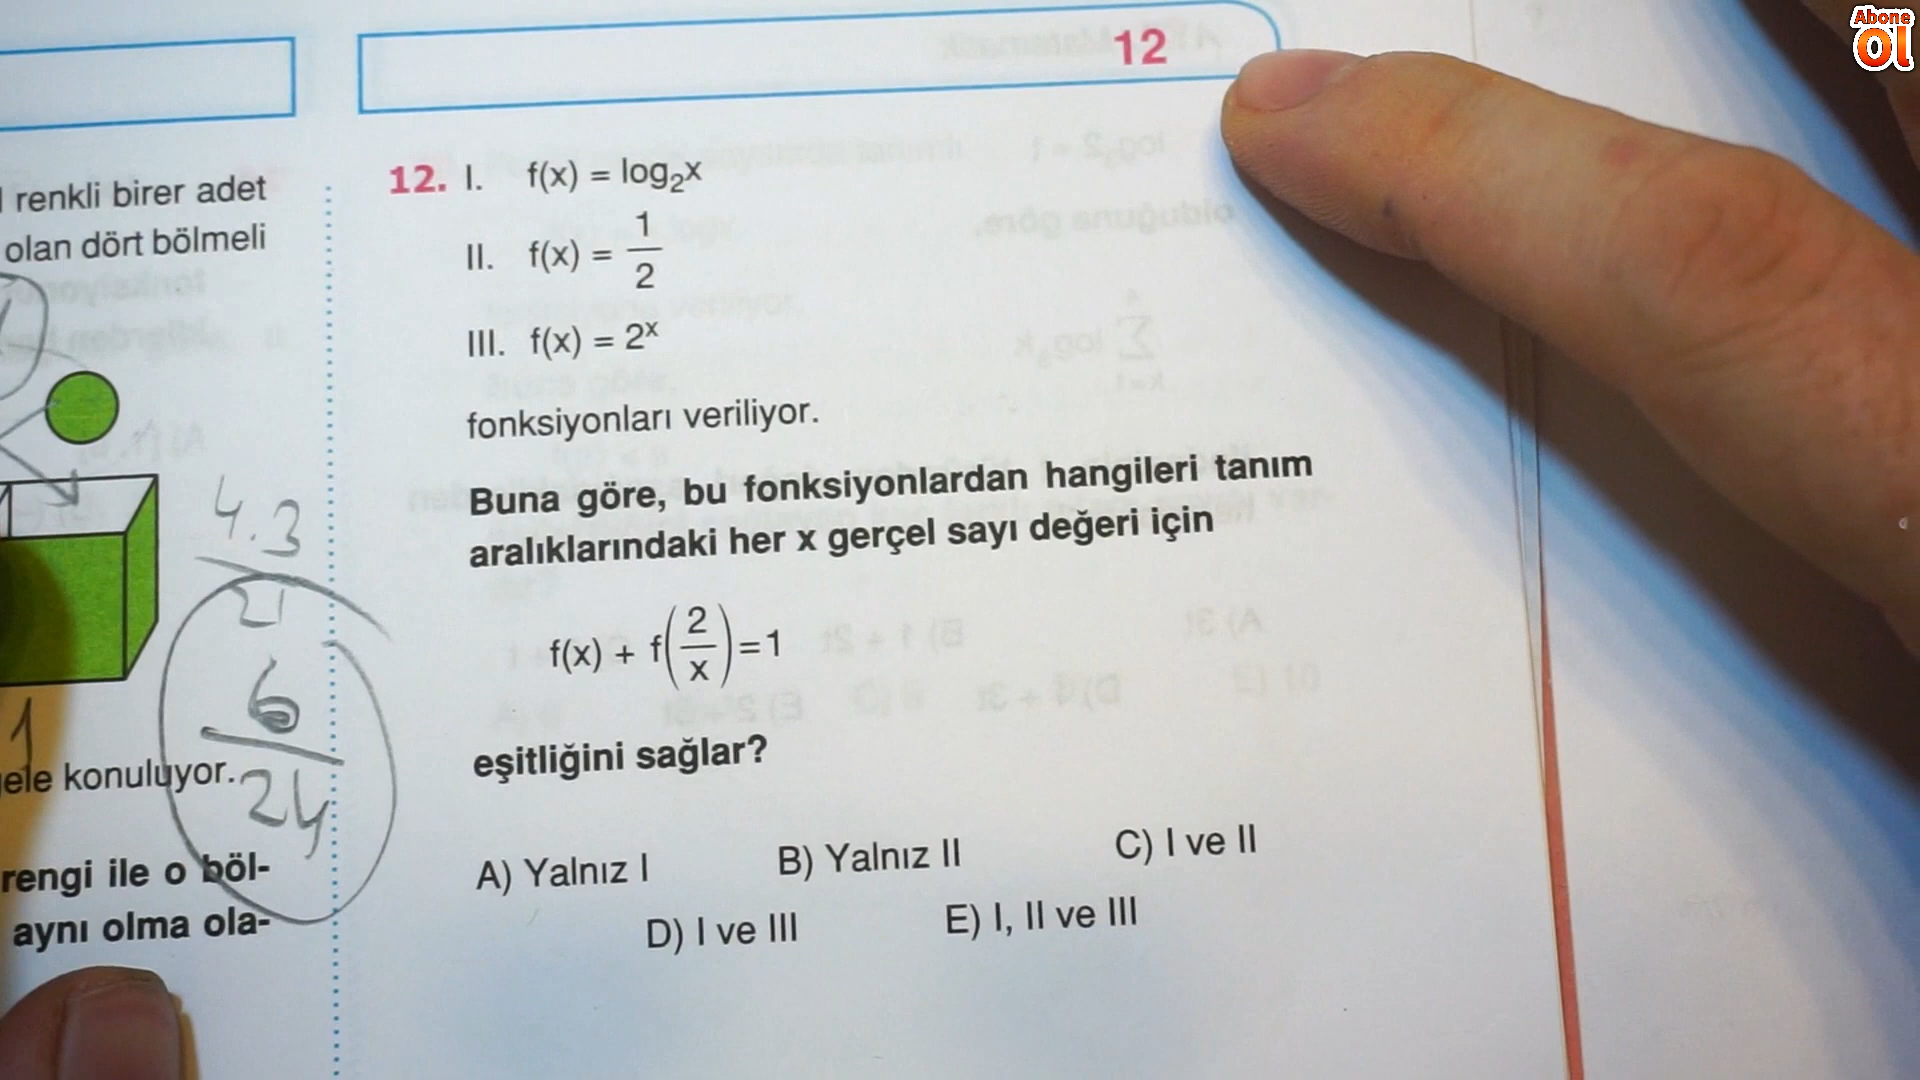 12
renkli birer adet
olan dört bölmeli
4.3
6
24
1
konuluyor.
rengi ile o böl-
aynı olma ola-
12. I. f(x) = log₂x
II. f(x) = 1/2
III. f(x) = 2ˣ
fonksiyonları veriliyor.
Buna göre, bu fonksiyonlardan hangileri tanım
aralıklarındaki her x gerçel sayı değeri için
f(x) + f(2/x) = 1
eşitliğini sağlar?
A) Yalnız I B) Yalnız II C) I ve II
D) I ve III E) I, II ve III
Abone
Ol